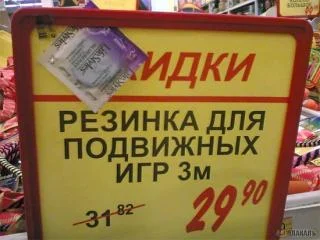 ИДКИ
РЕЗИНКА ДЛЯ
ПОДВИЖНЫХ
ИГР 3м
31 82
29 90